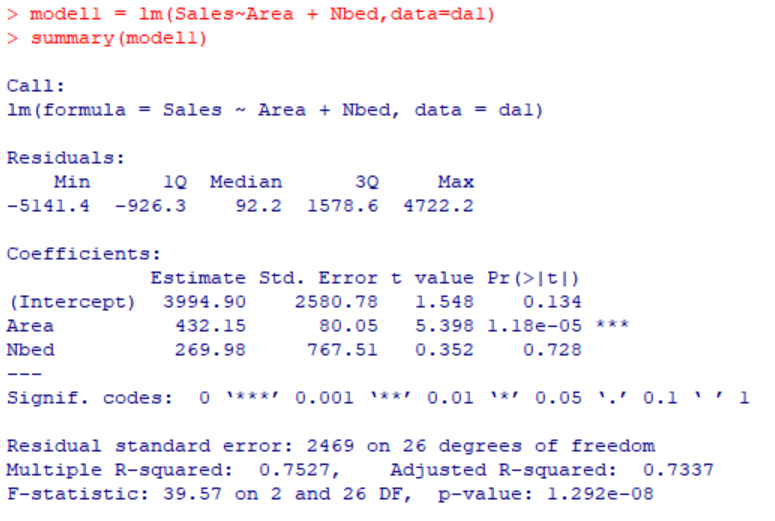 > model1 = lm(Sales~Area + Nbed,data=da1)
> summary(model1)
Call:
lm(formula = Sales ~ Area + Nbed, data = da1)
Residuals:
    Min      1Q  Median      3Q     Max
-5141.4  -926.3    92.2  1578.6  4722.2
Coefficients:
            Estimate Std. Error t value Pr(>|t|)
(Intercept)  3994.90    2580.78   1.548    0.134
Area          432.15      80.05   5.398 1.18e-05 ***
Nbed          269.98     767.51   0.352    0.728
---
Signif. codes:  0 ‘***’ 0.001 ‘**’ 0.01 ‘*’ 0.05 ‘.’ 0.1 ‘ ’ 1
Residual standard error: 2469 on 26 degrees of freedom
Multiple R-squared:  0.7527,    Adjusted R-squared:  0.7337
F-statistic: 39.57 on 2 and 26 DF,  p-value: 1.292e-08